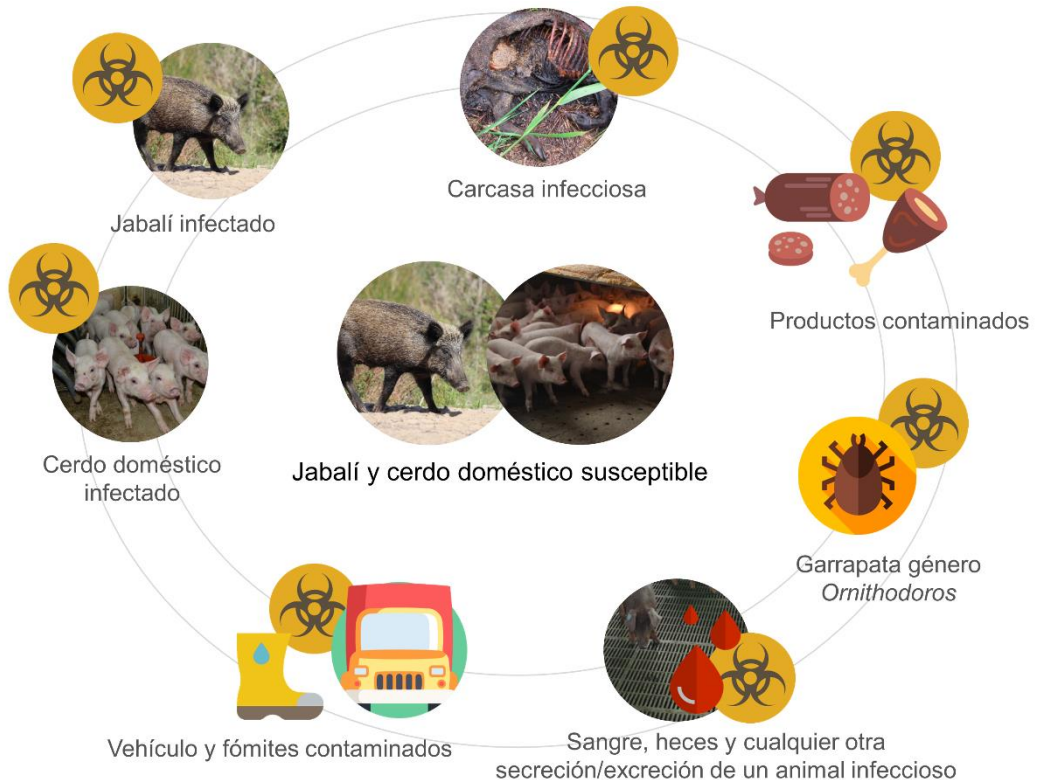 Jabalí infectado
Carcasa infecciosa
Productos contaminados
Cerdo doméstico
infectado
Jabalí y cerdo doméstico susceptible
Garrapata género
Ornithodoros
Vehículo y fómites contaminados
Sangre, heces y cualquier otra
secreción/excreción de un animal infeccioso